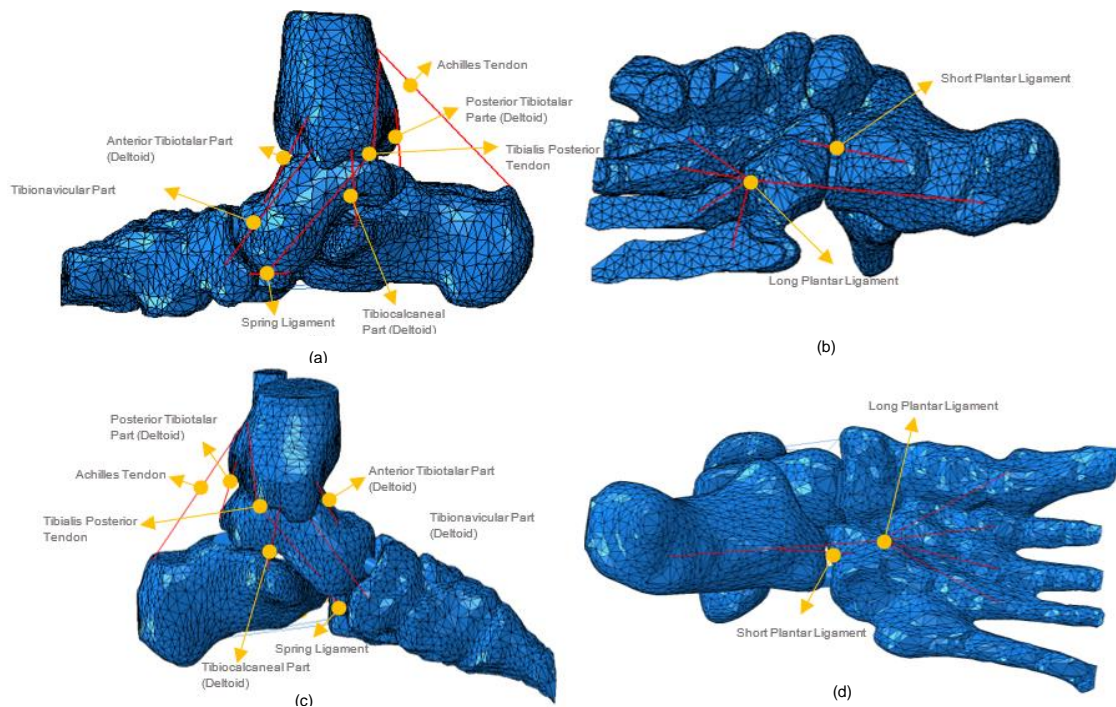 Achilles Tendon
Posterior Tibiotalar
Parte (Deltoid)
Anterior Tibiotalar Part
(Deltoid)
Tibialis Posterior
Tendon
Tibionavicular Part
Spring Ligament
Tibiocalcaneal
Part (Deltoid)
(a)
Short Plantar Ligament
Long Plantar Ligament
(b)
Posterior Tibiotalar
Part (Deltoid)
Achilles Tendon
Tibialis Posterior
Tendon
Anterior Tibiotalar Part
(Deltoid)
Tibionavicular Part
(Deltoid)
Spring Ligament
Tibiocalcaneal Part
(Deltoid)
(c)
Long Plantar Ligament
Short Plantar Ligament
(d)